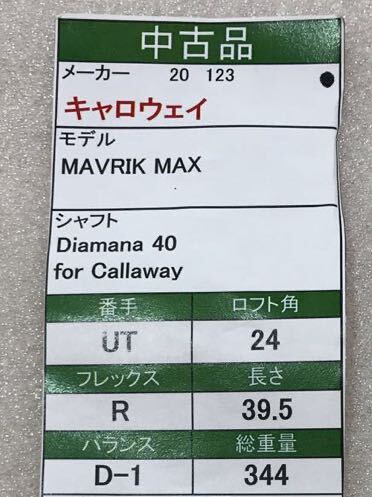 中古品
メーカー 20 123
キャロウェイ
モデル
MAVRIK MAX
シャフト
Diamana 40
for Callaway
番手 ロフト角
UT 24
フレックス 長さ
R 39.5
バランス 総重量
D-1 344